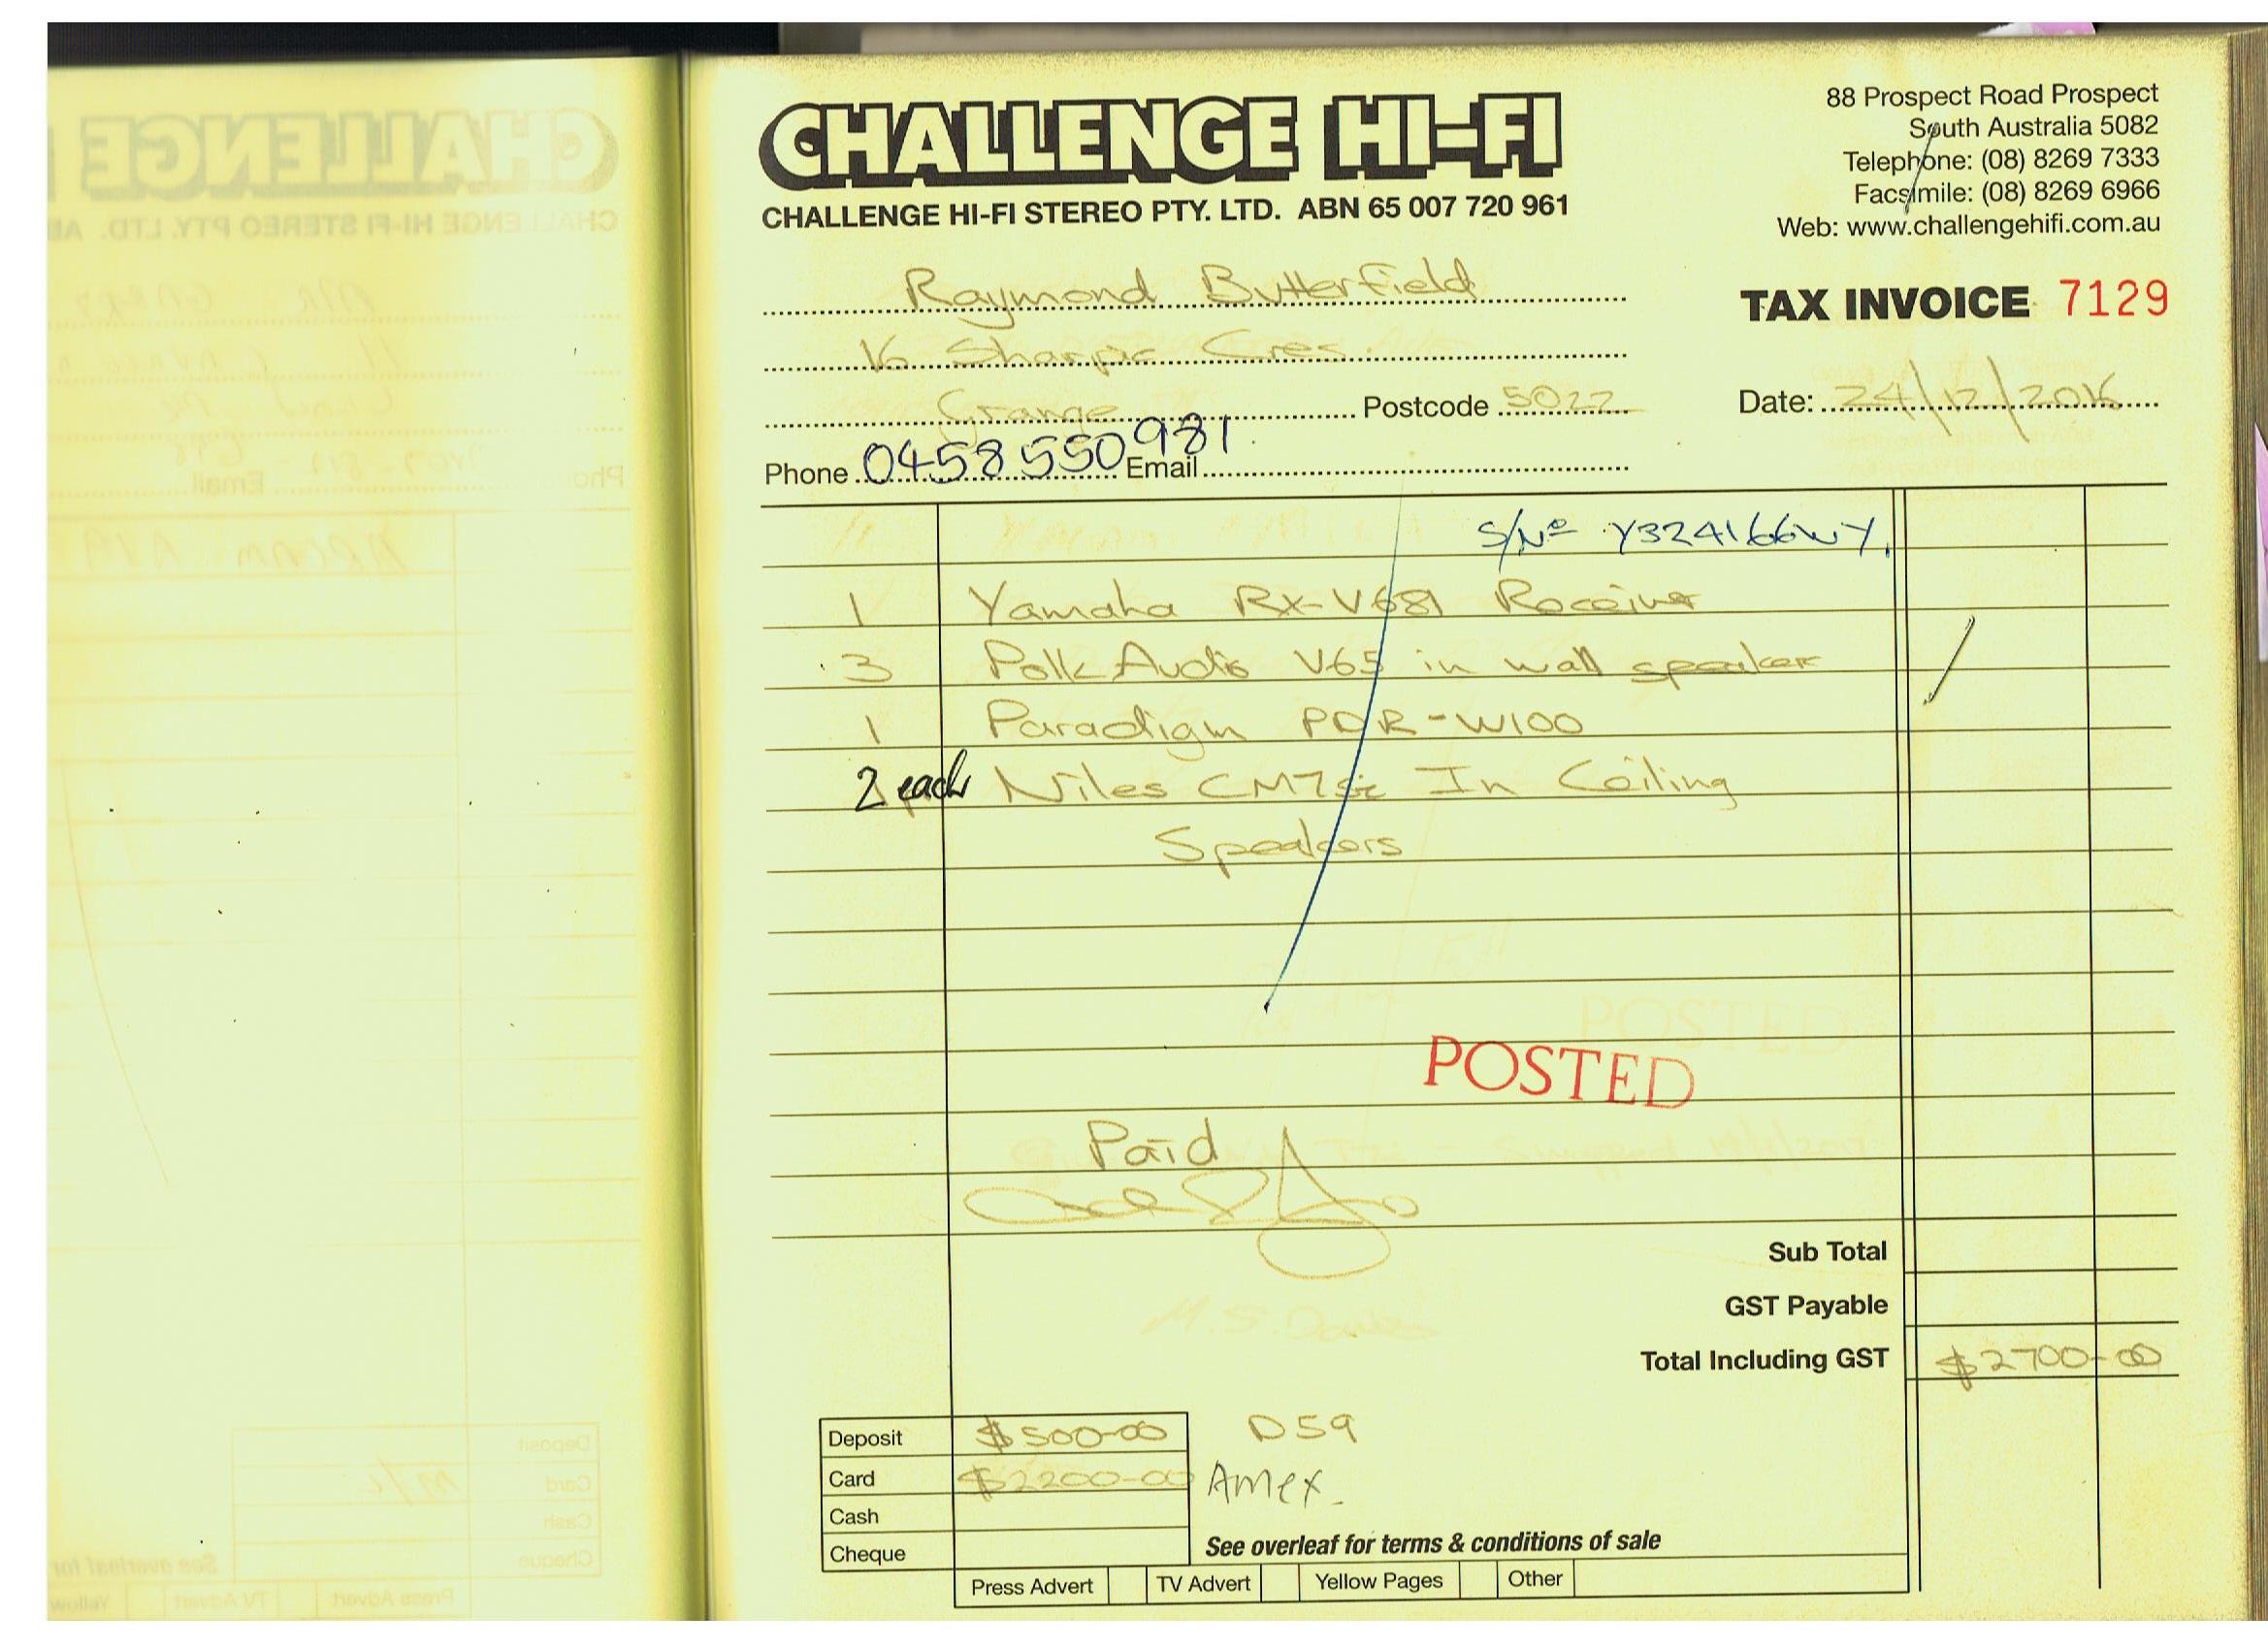 CHALLENGE HI-FI
CHALLENGE HI-FI STEREO PTY. LTD. ABN 65 007 720 961
88 Prospect Road Prospect
South Australia 5082
Telephone: (08) 8269 7333
Facsimile: (08) 8269 6966
Web: www.challengehifi.com.au
TAX INVOICE 7129
Raymond Butterfield
16 Sharpie Cres
Grange Postcode 5022
Date: 24/12/2016
Phone 0458 550 981 Email
S/Nº Y324166WY
1 Yamaha RX-V681 Receiver
3 Polk Audio V65 in wall speaker
1 Paradigm PDR-W100
2 each Niles CM7si In Ceiling
Speakers
POSTED
Paid
Sub Total
GST Payable
Total Including GST $2700-00
Deposit $500-00 D59
Card $2200-00 Amex
Cash
Cheque
See overleaf for terms & conditions of sale
Press Advert TV Advert Yellow Pages Other